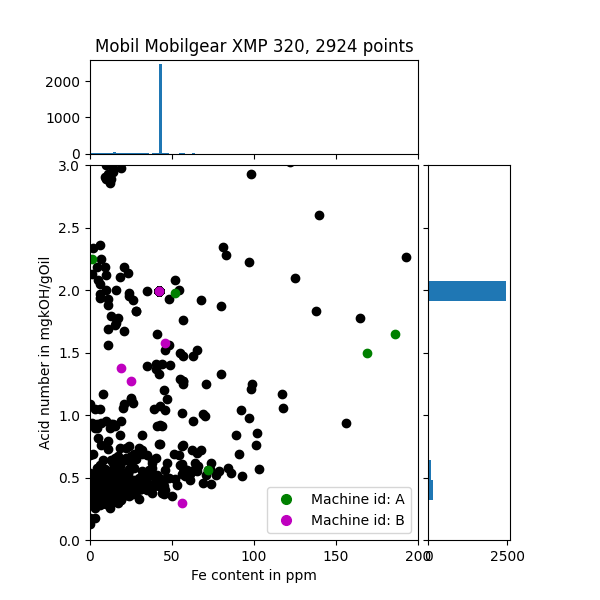 Mobil Mobilgear XMP 320, 2924 points
2000
1000
0
3.0
2.5
2.0
1.5
1.0
0.5
0.0
Acid number in mgkOH/gOil
Machine id: A
Machine id: B
0 50 100 150 200
0 2500
Fe content in ppm